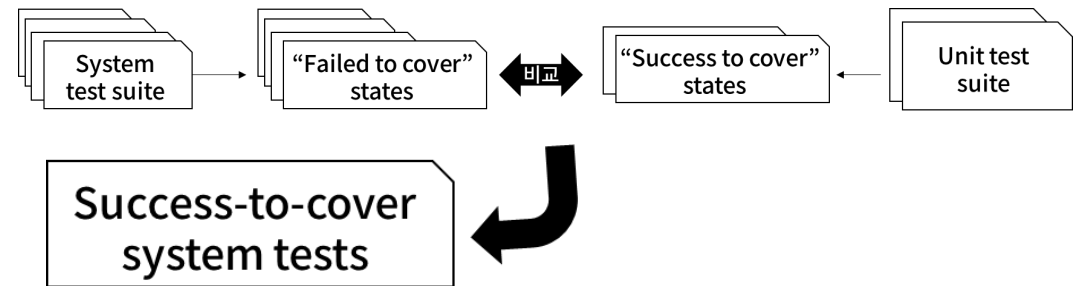 System
test suite
“Failed to cover”
states
비교
“Success to cover”
states
Unit test
suite
Success-to-cover
system tests